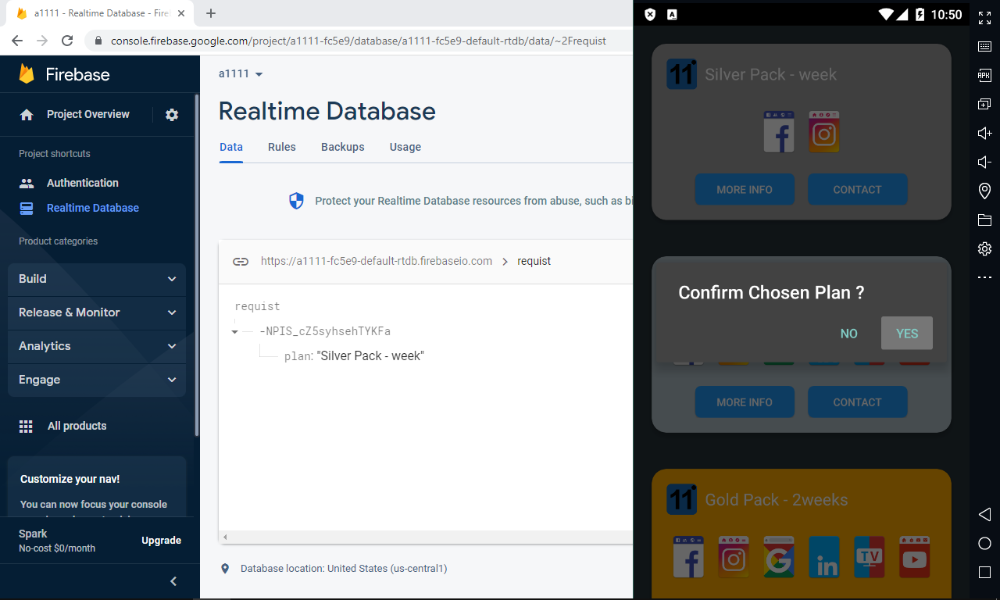 a1111 - Realtime Database - Fire
console.firebase.google.com/project/a1111-fc5e9/database/a1111-fc5e9-default-rtdb/data/~2Frequist
Firebase
Project Overview
Project shortcuts
Authentication
Realtime Database
Product categories
Build
Release & Monitor
Analytics
Engage
All products
Customize your nav!
You can now focus your console
Spark
No-cost $0/month
Upgrade
a1111
Realtime Database
Data
Rules
Backups
Usage
Protect your Realtime Database resources from abuse, such as bi
https://a1111-fc5e9-default-rtdb.firebaseio.com
requist
requist
-NPIS_cZ5syhsehTYKFa
plan: "Silver Pack - week"
Database location: United States (us-central1)
A
10:50
11
Silver Pack - week
MORE INFO
CONTACT
Confirm Chosen Plan ?
NO
YES
MORE INFO
CONTACT
11
Gold Pack - 2weeks
in
TV
APK